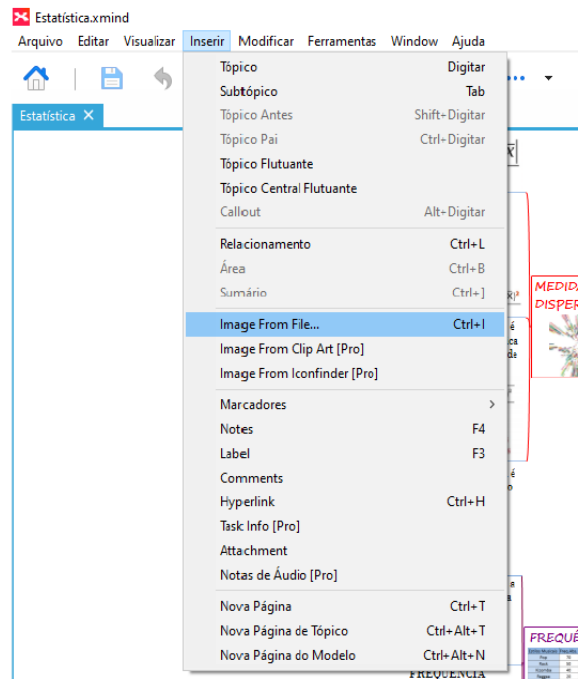 Estatística.xmind
Arquivo Editar Visualizar Inserir Modificar Ferramentas Window Ajuda
Estatística
Tópico Digitar
Subtópico Tab
Tópico Antes Shift+Digitar
Tópico Pai Ctrl+Digitar
Tópico Flutuante
Tópico Central Flutuante
Callout Alt+Digitar
Relacionamento Ctrl+L
Área Ctrl+B
Sumário Ctrl+]
Image From File... Ctrl+I
Image From Clip Art [Pro]
Image From Iconfinder [Pro]
Marcadores
Notes F4
Label F3
Comments
Hyperlink Ctrl+H
Task Info [Pro]
Attachment
Notas de Áudio [Pro]
Nova Página Ctrl+T
Nova Página de Tópico Ctrl+Alt+T
Nova Página do Modelo Ctrl+Alt+N
MEDIDA
DISPER
FREQUÊ
FREQUÊNCIA